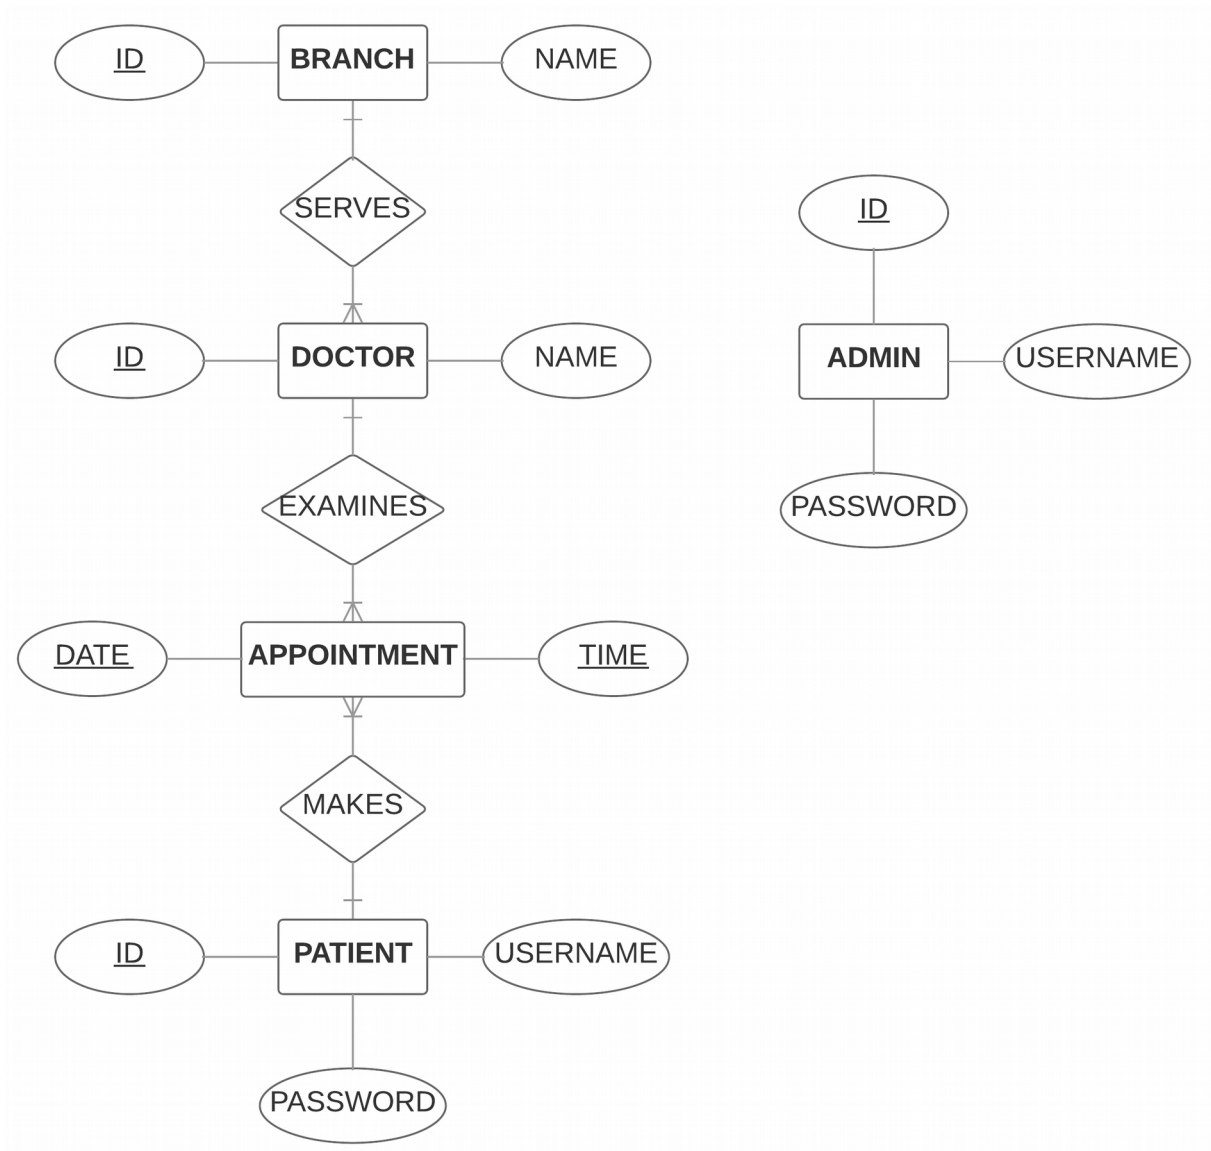 ID
BRANCH
NAME
SERVES
ID
DOCTOR
NAME
EXAMINES
DATE
APPOINTMENT
TIME
MAKES
ID
PATIENT
USERNAME
PASSWORD
ID
ADMIN
USERNAME
PASSWORD